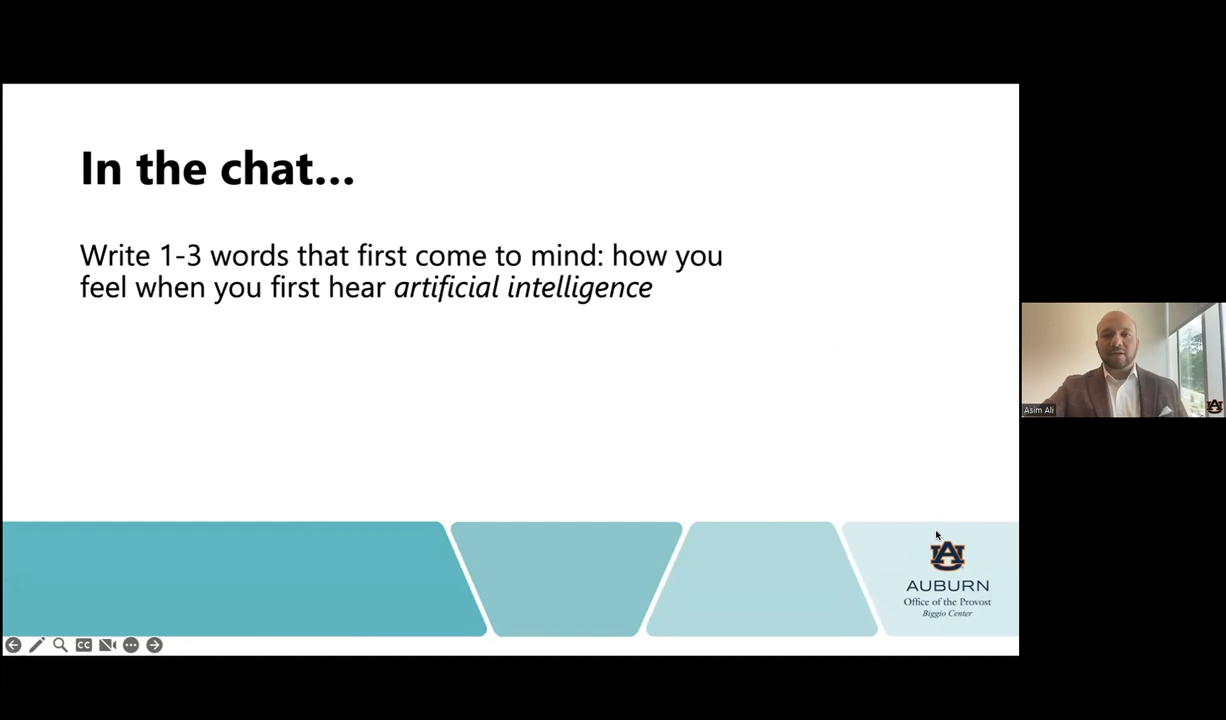 In the chat...
Write 1-3 words that first come to mind: how you
feel when you first hear artificial intelligence
Asim Ali
AUBURN
Office of the Provost
Biggio Center
CC